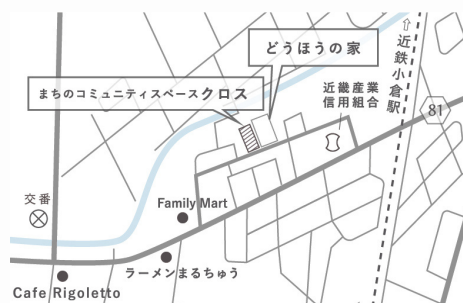 どうほうの家
↑近鉄小倉駅
まちのコミュニティスペースクロス
近畿産業
信用組合
81
交番
Family Mart
ラーメンまるちゅう
Cafe Rigoletto